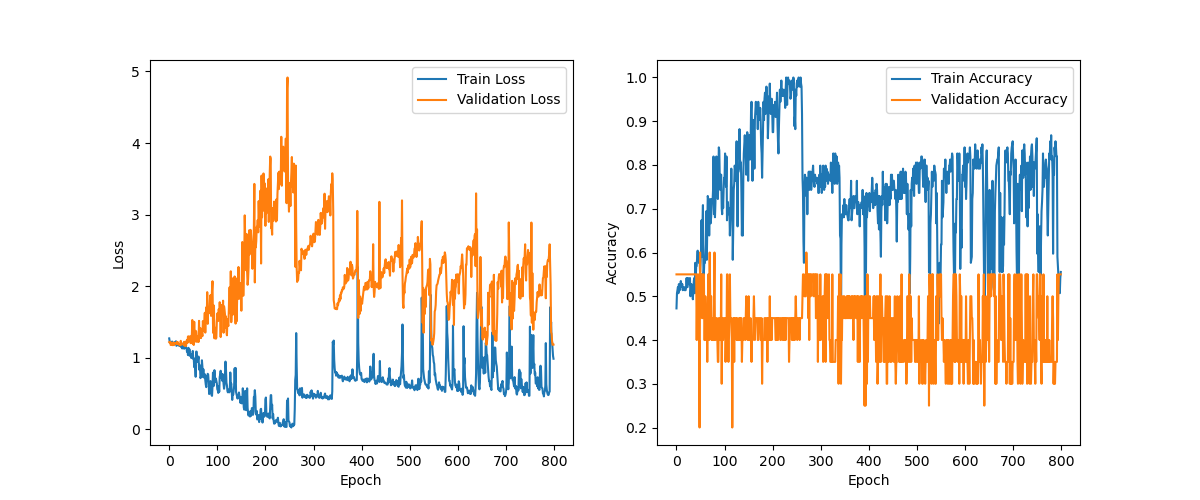 Train Loss
Validation Loss
5
4
3
2
1
0
Loss
0 100 200 300 400 500 600 700 800
Epoch
Train Accuracy
Validation Accuracy
1.0
0.9
0.8
0.7
0.6
0.5
0.4
0.3
0.2
Accuracy
0 100 200 300 400 500 600 700 800
Epoch